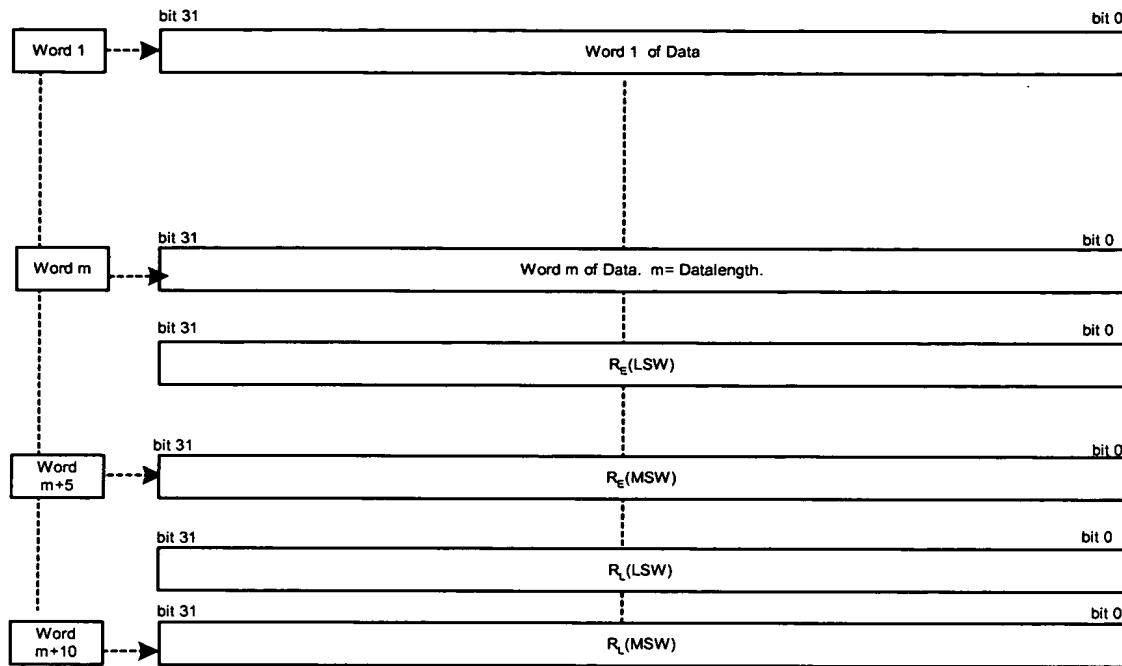 bit 31
bit 0
Word 1
Word 1 of Data
bit 31
bit 0
Word m
Word m of Data. m= Datalength.
bit 31
bit 0
R_E(LSW)
bit 31
bit 0
Word
m+5
R_E(MSW)
bit 31
bit 0
R_L(LSW)
bit 31
bit 0
Word
m+10
R_L(MSW)